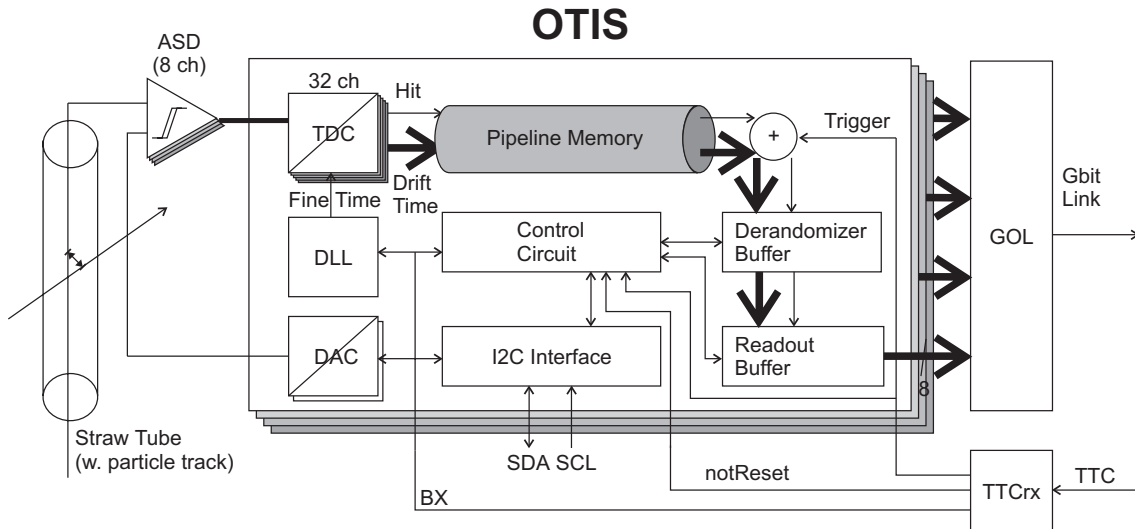 OTIS
ASD
(8 ch)
32 ch
Hit
TDC
Pipeline Memory
+
Trigger
Drift
Time
Fine Time
Gbit
Link
DLL
Control
Circuit
Derandomizer
Buffer
GOL
DAC
I2C Interface
Readout
Buffer
8
Straw Tube
(w. particle track)
SDA SCL
notReset
BX
TTCrx
TTC